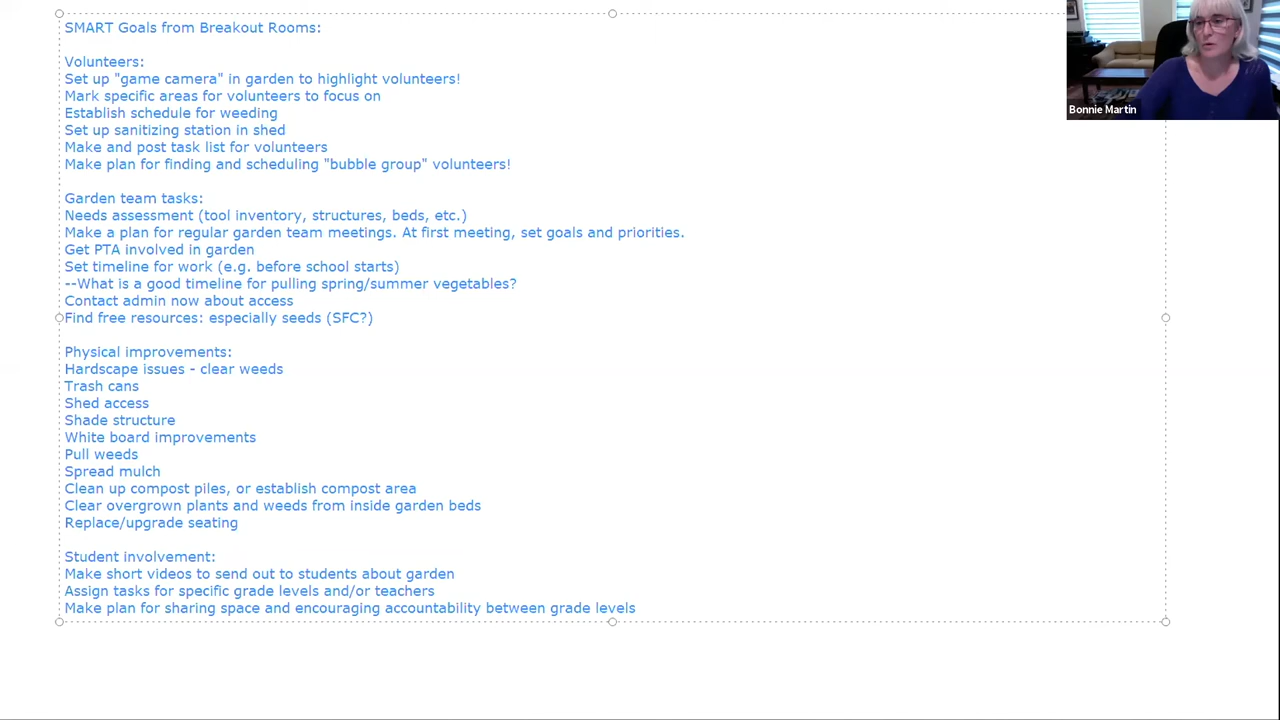 SMART Goals from Breakout Rooms:
Volunteers:
Set up "game camera" in garden to highlight volunteers!
Mark specific areas for volunteers to focus on
Establish schedule for weeding
Set up sanitizing station in shed
Make and post task list for volunteers
Make plan for finding and scheduling "bubble group" volunteers!
Garden team tasks:
Needs assessment (tool inventory, structures, beds, etc.)
Make a plan for regular garden team meetings. At first meeting, set goals and priorities.
Get PTA involved in garden
Set timeline for work (e.g. before school starts)
--What is a good timeline for pulling spring/summer vegetables?
Contact admin now about access
Find free resources: especially seeds (SFC?)
Physical improvements:
Hardscape issues - clear weeds
Trash cans
Shed access
Shade structure
White board improvements
Pull weeds
Spread mulch
Clean up compost piles, or establish compost area
Clear overgrown plants and weeds from inside garden beds
Replace/upgrade seating
Student involvement:
Make short videos to send out to students about garden
Assign tasks for specific grade levels and/or teachers
Make plan for sharing space and encouraging accountability between grade levels
Bonnie Martin